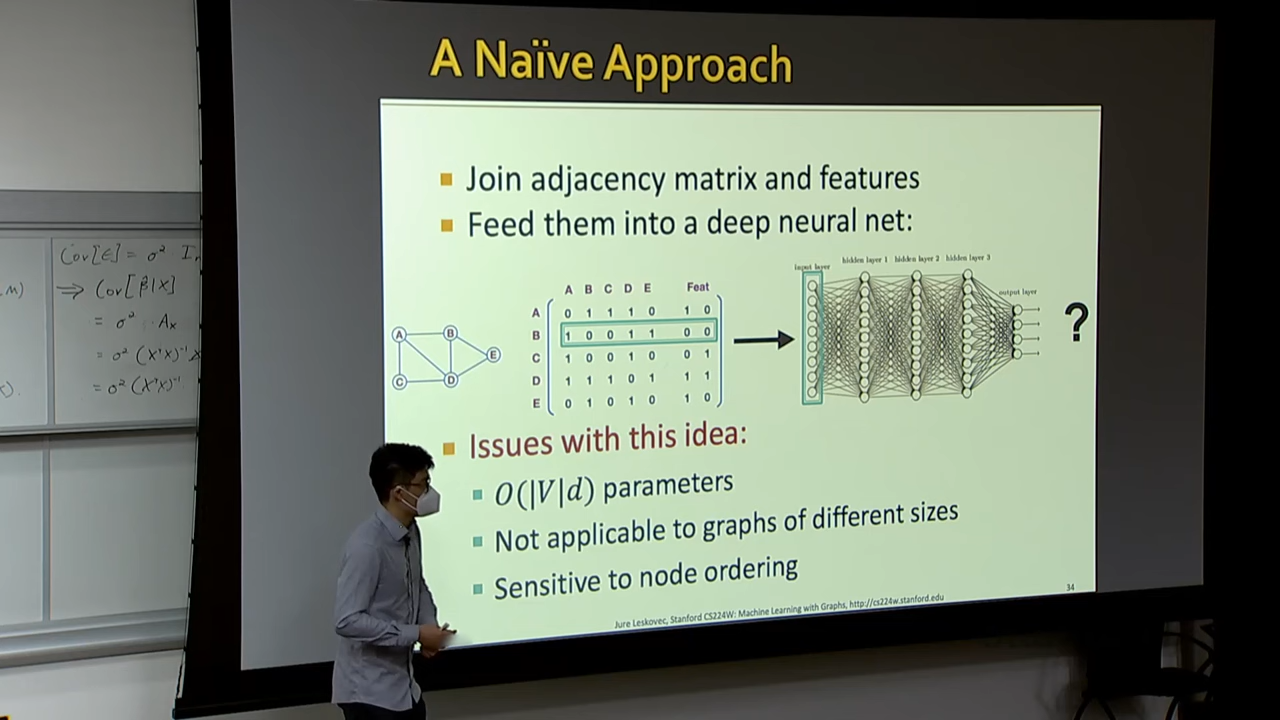 A Naïve Approach
Join adjacency matrix and features
Feed them into a deep neural net:
input layer
hidden layer 1 hidden layer 2 hidden layer 3
output layer
A B C D E Feat
A 0 1 1 1 0 1 0
B 1 0 0 1 1 0 0
C 1 0 0 1 0 0 1
D 1 1 1 0 1 1 1
E 0 1 0 1 0 1 0
A B
E
C D
?
Issues with this idea:
O(|V|d) parameters
Not applicable to graphs of different sizes
Sensitive to node ordering
34
Jure Leskovec, Stanford CS224W: Machine Learning with Graphs, http://cs224w.stanford.edu
Cov[ϵ] = σ² I
⇒ Cov[β̂|X]
= σ² · Aₓ
= σ² (X'X)⁻¹
= σ² (X'X)⁻¹